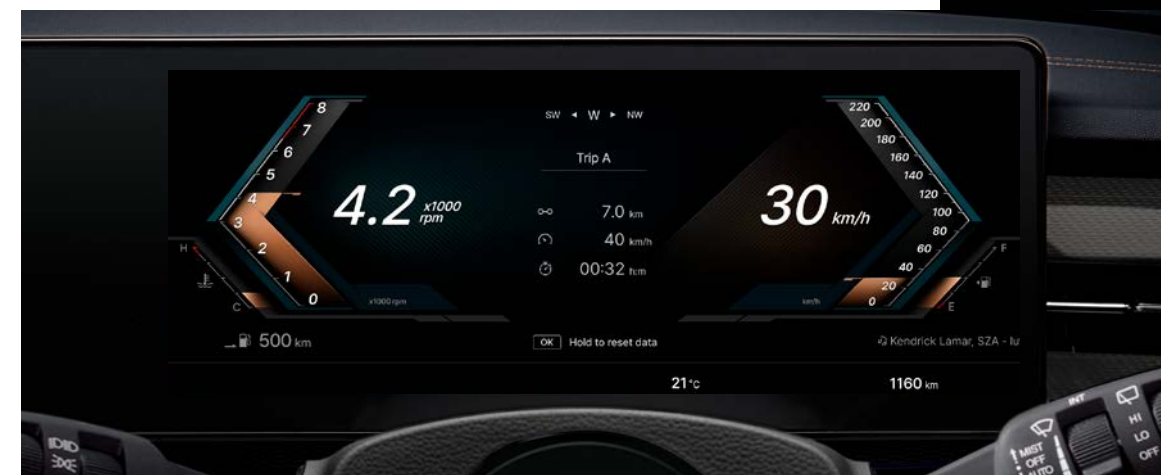 SW ◂ W ▸ NW
Trip A
8
7
6
5
4
3
2
1
0
4.2 x1000 rpm
x1000 rpm
H
C
7.0 km
40 km/h
00:32 h:m
30 km/h
220
200
180
160
140
120
100
80
60
40
20
0
km/h
F
E
500 km
OK Hold to reset data
Kendrick Lamar, SZA - lu
21°C
1160 km
INT
MIST
OFF
AUTO
HI
LO
OFF